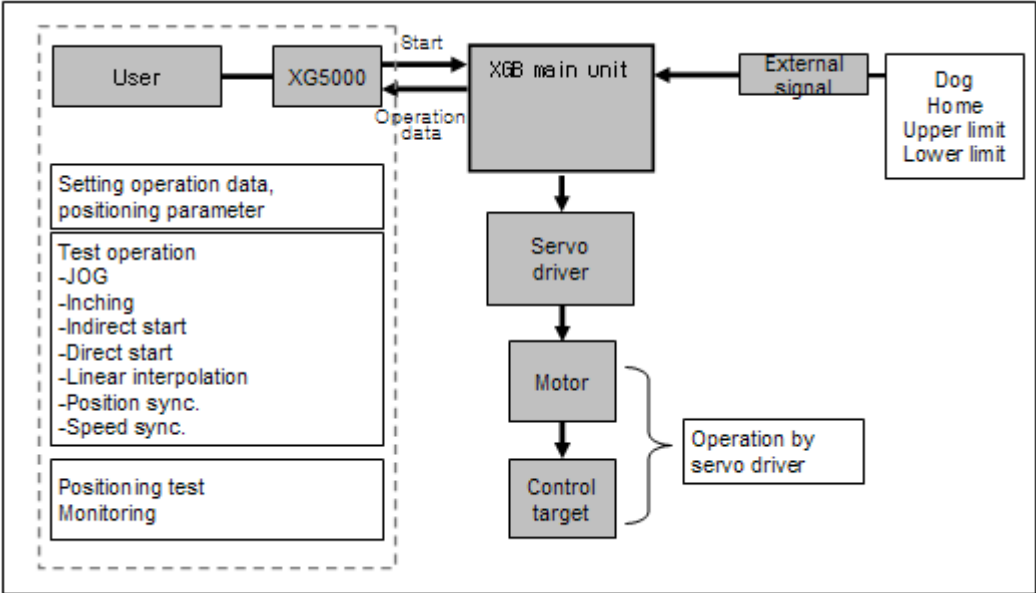 User
XG5000
Start
Operation
data
XGB main unit
External
signal
Dog
Home
Upper limit
Lower limit
Setting operation data,
positioning parameter
Test operation
-JOG
-Inching
-Indirect start
-Direct start
-Linear interpolation
-Position sync.
-Speed sync.
Positioning test
Monitoring
Servo
driver
Motor
Control
target
Operation by
servo driver